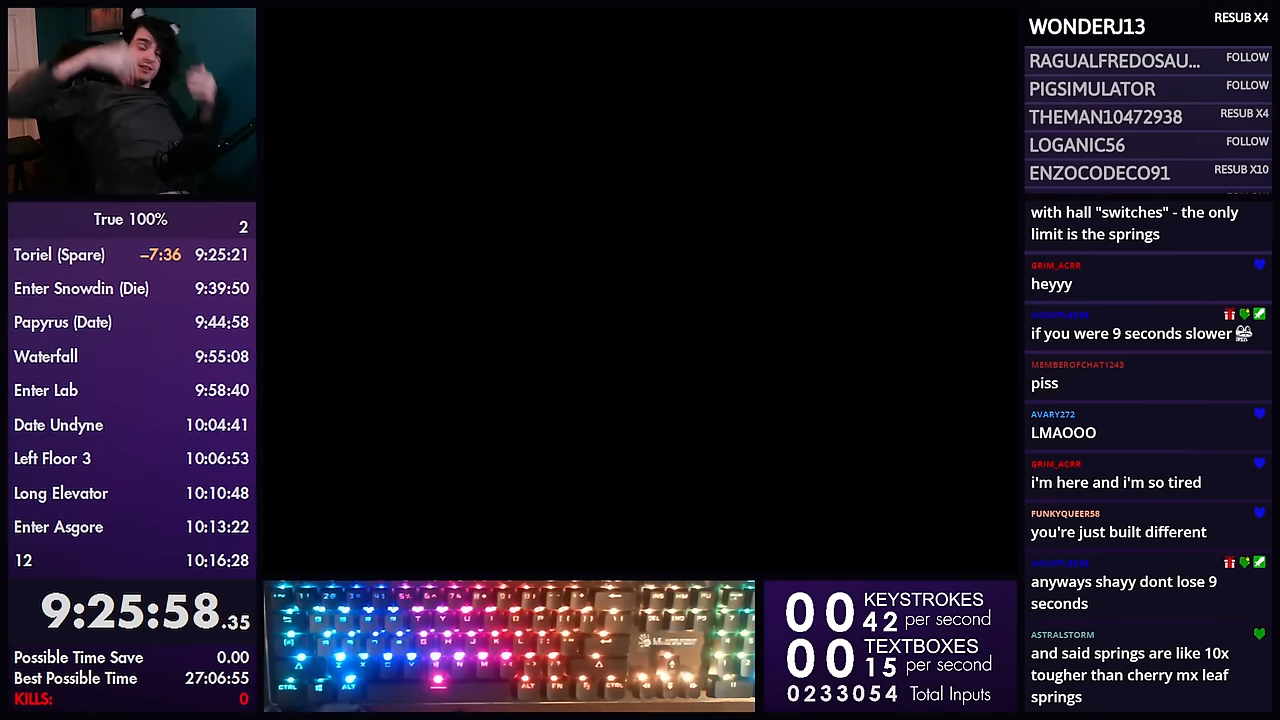 True 100%
2
Toriel (Spare) −7:36 9:25:21
Enter Snowdin (Die) 9:39:50
Papyrus (Date) 9:44:58
Waterfall 9:55:08
Enter Lab 9:58:40
Date Undyne 10:04:41
Left Floor 3 10:06:53
Long Elevator 10:10:48
Enter Asgore 10:13:22
12 10:16:28
9:25:58.35
Possible Time Save 0.00
Best Possible Time 27:06:55
KILLS: 0
00 KEYSTROKES
42 per second
00 TEXTBOXES
15 per second
0233054 Total Inputs
WONDERJ13 RESUB X4
RAGUALFREDOSAU... FOLLOW
PIGSIMULATOR FOLLOW
THEMAN10472938 RESUB X4
LOGANIC56 FOLLOW
ENZOCODECO91 RESUB X10
with hall "switches" - the only
limit is the springs
GRIM_ACRR
heyyy
if you were 9 seconds slower
MEMBEROFCHAT1243
piss
AVARY272
LMAOOO
GRIM_ACRR
i'm here and i'm so tired
FUNKYQUEER58
you're just built different
anyways shayy dont lose 9
seconds
ASTRALSTORM
and said springs are like 10x
tougher than cherry mx leaf
springs